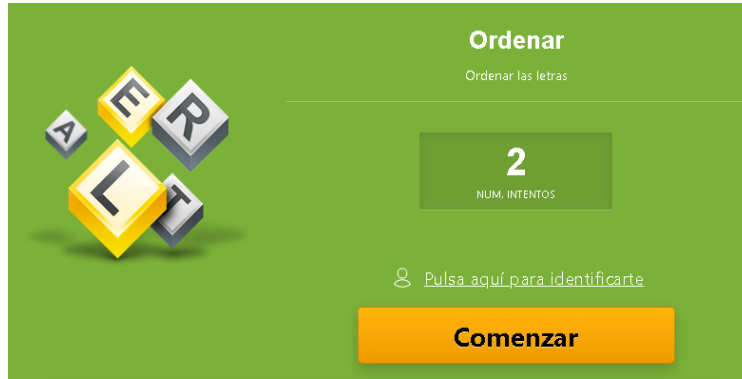 Ordenar
Ordenar las letras
A
E
R
L
T
2
NUM. INTENTOS
Pulsa aquí para identificarte
Comenzar